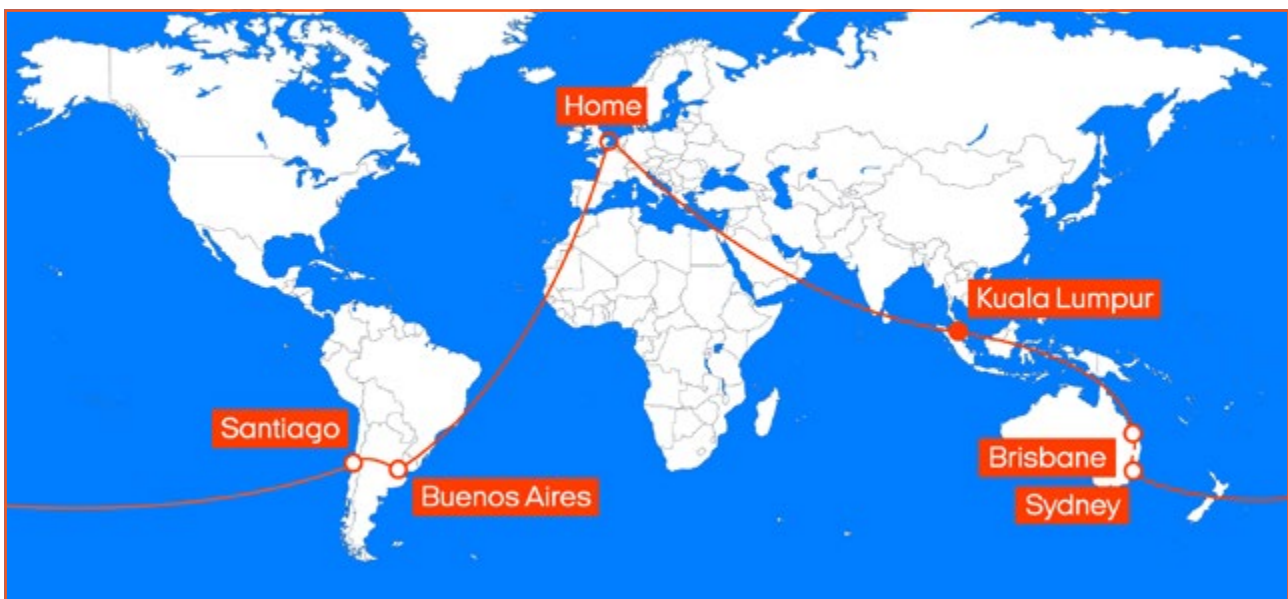 Home
Kuala Lumpur
Santiago
Brisbane
Buenos Aires
Sydney